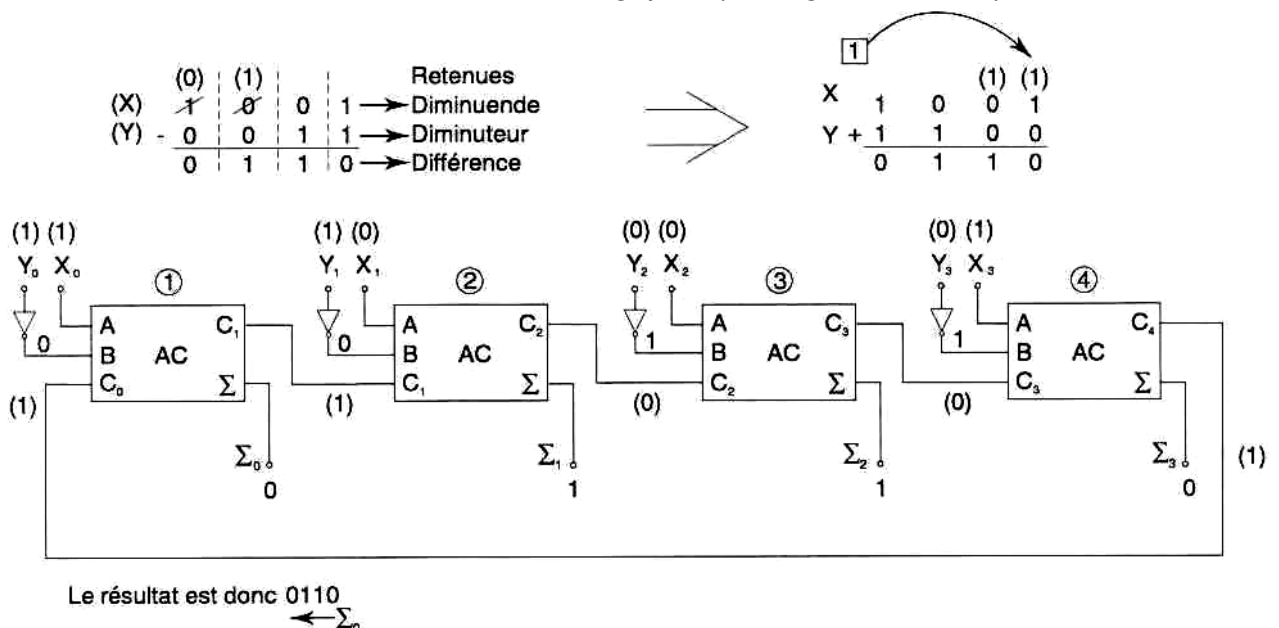 1
(0) (1) Retenues
(X) 1 0 0 1 Diminuende
(Y) - 0 0 1 1 Diminuteur
0 1 1 0 Différence
(1) (1)
X 1 0 0 1
Y + 1 1 0 0
0 1 1 0
(1) (1) (1) (0) (0) (0) (0) (1)
Y₀ X₀ Y₁ X₁ Y₂ X₂ Y₃ X₃
① ② ③ ④
A C₁ A C₂ A C₃ A C₄
0 B AC 0 B AC 1 B AC 1 B AC
C₀ Σ C₁ Σ C₂ Σ C₃ Σ
(1) (1) (0) (0)
Σ₀ Σ₁ Σ₂ Σ₃ (1)
0 1 1 0
Le résultat est donc 0110